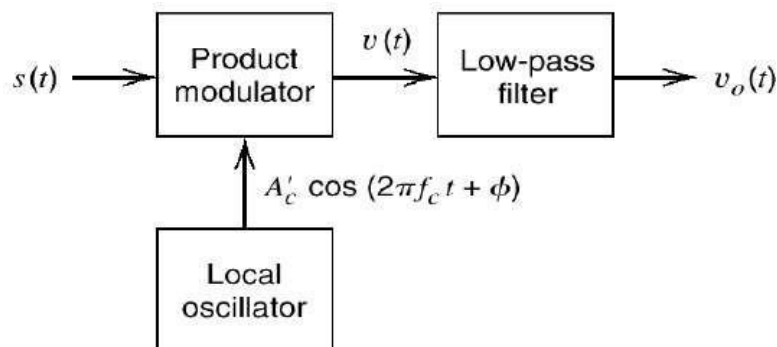 s(t)
Product
modulator
v(t)
Low-pass
filter
v_o(t)
A'_c cos (2πf_c t + ϕ)
Local
oscillator